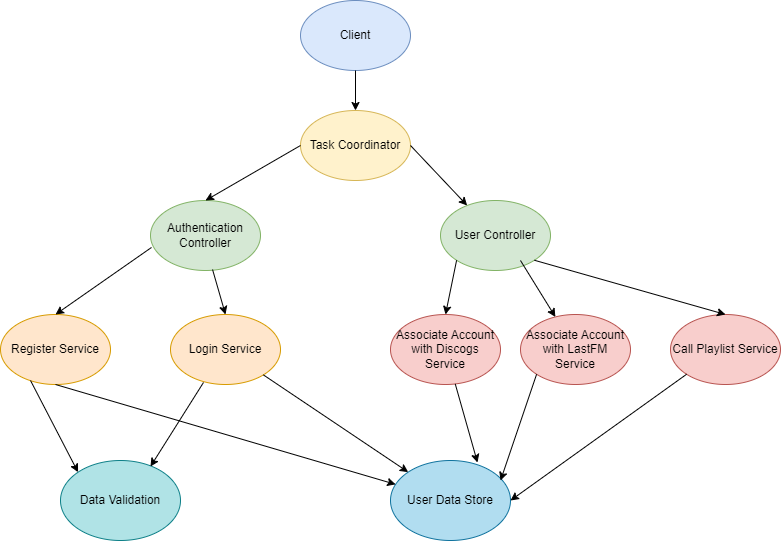 Client
Task Coordinator
Authentication
Controller
User Controller
Register Service
Login Service
Associate Account
with Discogs
Service
Associate Account
with LastFM
Service
Call Playlist Service
Data Validation
User Data Store